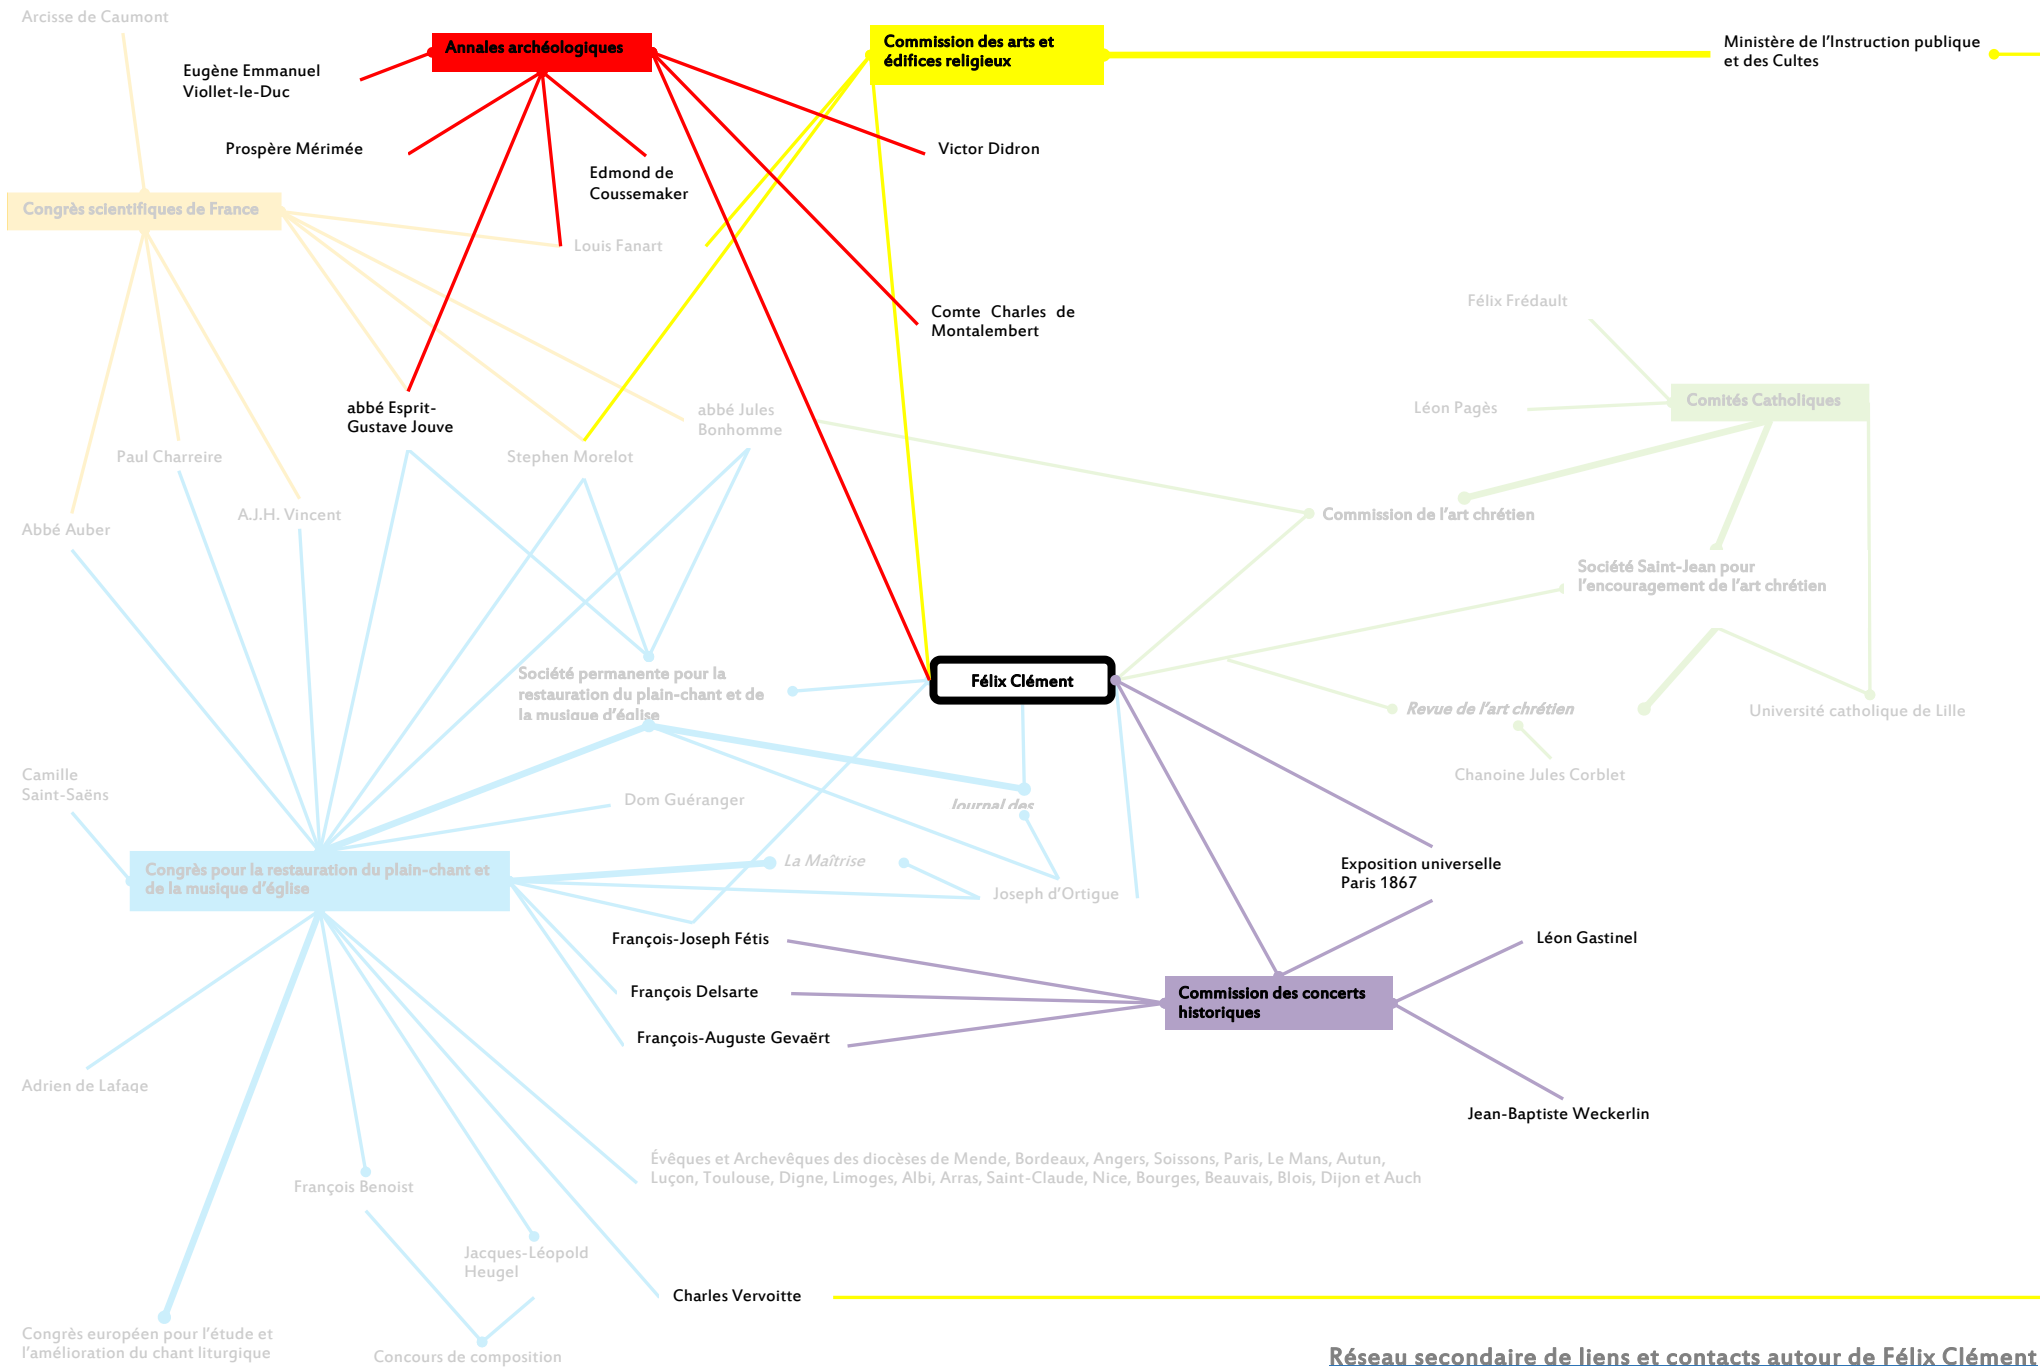 Arcisse de Caumont
Annales archéologiques
Commission des arts et
édifices religieux
Ministère de l'Instruction publique
et des Cultes
Eugène Emmanuel
Viollet-le-Duc
Prospère Mérimée
Edmond de
Coussemaker
Victor Didron
Congrès scientifiques de France
Louis Fanart
Comte Charles de
Montalembert
Félix Frédault
abbé Esprit-
Gustave Jouve
abbé Jules
Bonhomme
Léon Pagès
Comités Catholiques
Paul Charreire
Stephen Morelot
A.J.H. Vincent
Abbé Auber
Commission de l'art chrétien
Société Saint-Jean pour
l'encouragement de l'art chrétien
Société permanente pour la
restauration du plain-chant et de
la musique d'église
Félix Clément
Revue de l'art chrétien
Université catholique de Lille
Camille
Saint-Saëns
Dom Guéranger
Journal des
Chanoine Jules Corblet
Congrès pour la restauration du plain-chant et
de la musique d'église
La Maîtrise
Joseph d'Ortigue
Exposition universelle
Paris 1867
François-Joseph Fétis
Léon Gastinel
François Delsarte
Commission des concerts
historiques
François-Auguste Gevaërt
Adrien de Lafage
Jean-Baptiste Weckerlin
Évêques et Archevêques des diocèses de Mende, Bordeaux, Angers, Soissons, Paris, Le Mans, Autun,
Luçon, Toulouse, Digne, Limoges, Albi, Arras, Saint-Claude, Nice, Bourges, Beauvais, Blois, Dijon et Auch
François Benoist
Jacques-Léopold
Heugel
Charles Vervoitte
Congrès européen pour l'étude et
l'amélioration du chant liturgique
Concours de composition
Réseau secondaire de liens et contacts autour de Félix Clément